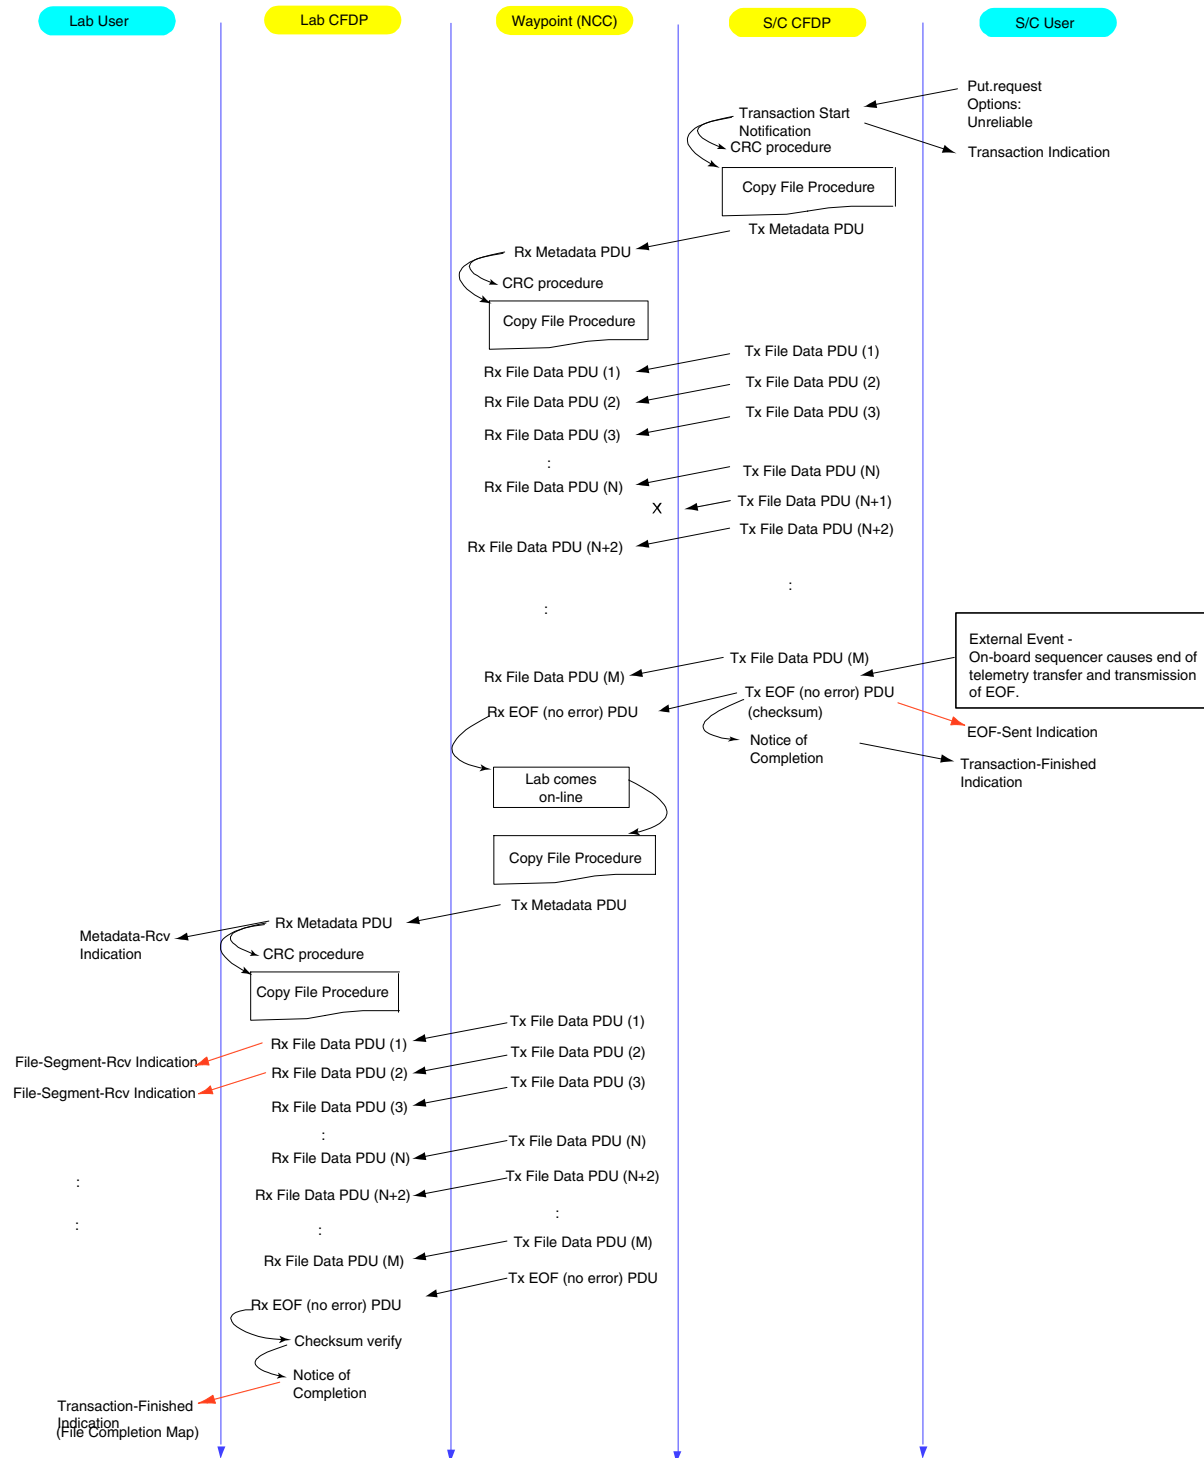 Lab User
Lab CFDP
Waypoint (NCC)
S/C CFDP
S/C User
Put.request
Options:
Unreliable
Transaction Start
Notification
CRC procedure
Transaction Indication
Copy File Procedure
Tx Metadata PDU
Rx Metadata PDU
CRC procedure
Copy File Procedure
Tx File Data PDU (1)
Rx File Data PDU (1)
Tx File Data PDU (2)
Rx File Data PDU (2)
Tx File Data PDU (3)
Rx File Data PDU (3)
:
Tx File Data PDU (N)
Rx File Data PDU (N)
Tx File Data PDU (N+1)
X
Tx File Data PDU (N+2)
Rx File Data PDU (N+2)
:
:
External Event -
On-board sequencer causes end of
telemetry transfer and transmission
of EOF.
Tx File Data PDU (M)
Rx File Data PDU (M)
Tx EOF (no error) PDU
(checksum)
Rx EOF (no error) PDU
EOF-Sent Indication
Notice of
Completion
Transaction-Finished
Indication
Lab comes
on-line
Copy File Procedure
Tx Metadata PDU
Rx Metadata PDU
Metadata-Rcv
Indication
CRC procedure
Copy File Procedure
Tx File Data PDU (1)
Rx File Data PDU (1)
File-Segment-Rcv Indication
Tx File Data PDU (2)
Rx File Data PDU (2)
File-Segment-Rcv Indication
Tx File Data PDU (3)
Rx File Data PDU (3)
:
Tx File Data PDU (N)
Rx File Data PDU (N)
:
Tx File Data PDU (N+2)
Rx File Data PDU (N+2)
:
:
:
Tx File Data PDU (M)
Rx File Data PDU (M)
Tx EOF (no error) PDU
Rx EOF (no error) PDU
Checksum verify
Notice of
Completion
Transaction-Finished
Indication
(File Completion Map)